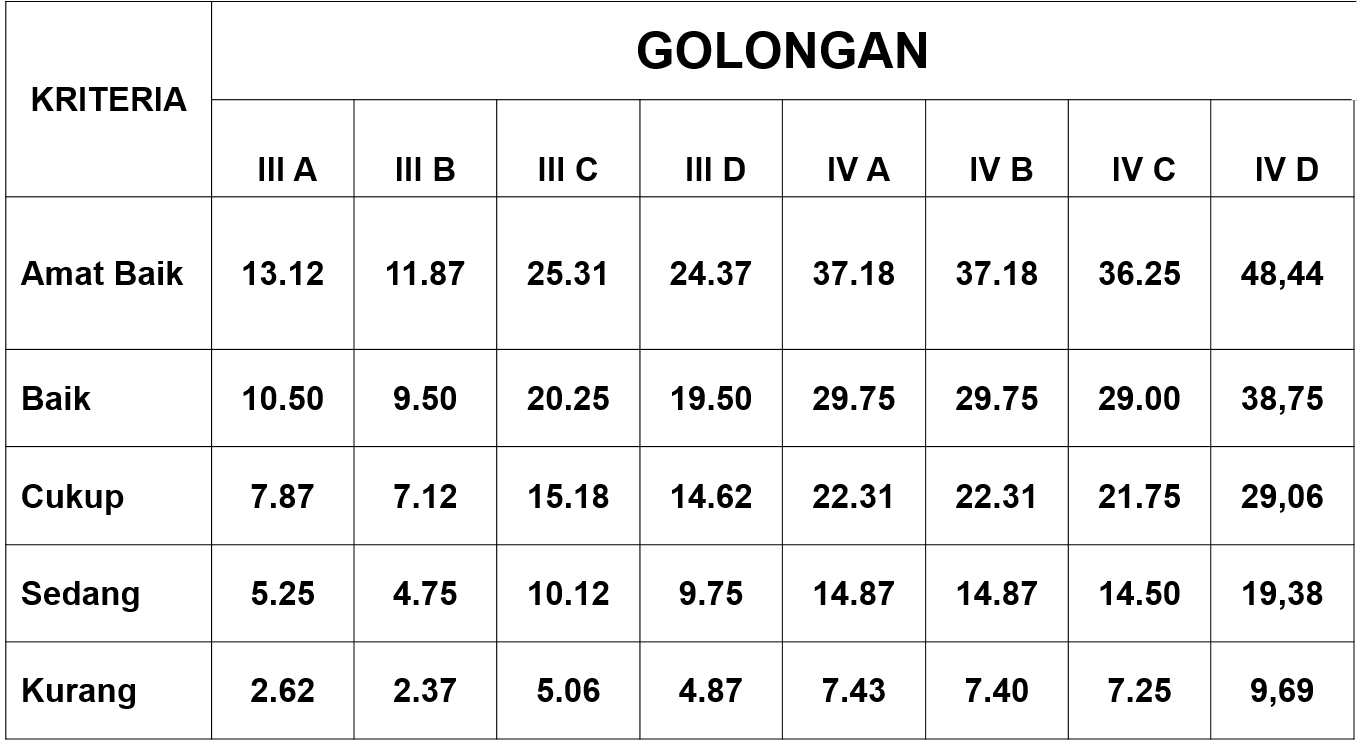 GOLONGAN
KRITERIA
III A III B III C III D IV A IV B IV C IV D
Amat Baik 13.12 11.87 25.31 24.37 37.18 37.18 36.25 48,44
Baik 10.50 9.50 20.25 19.50 29.75 29.75 29.00 38,75
Cukup 7.87 7.12 15.18 14.62 22.31 22.31 21.75 29,06
Sedang 5.25 4.75 10.12 9.75 14.87 14.87 14.50 19,38
Kurang 2.62 2.37 5.06 4.87 7.43 7.40 7.25 9,69